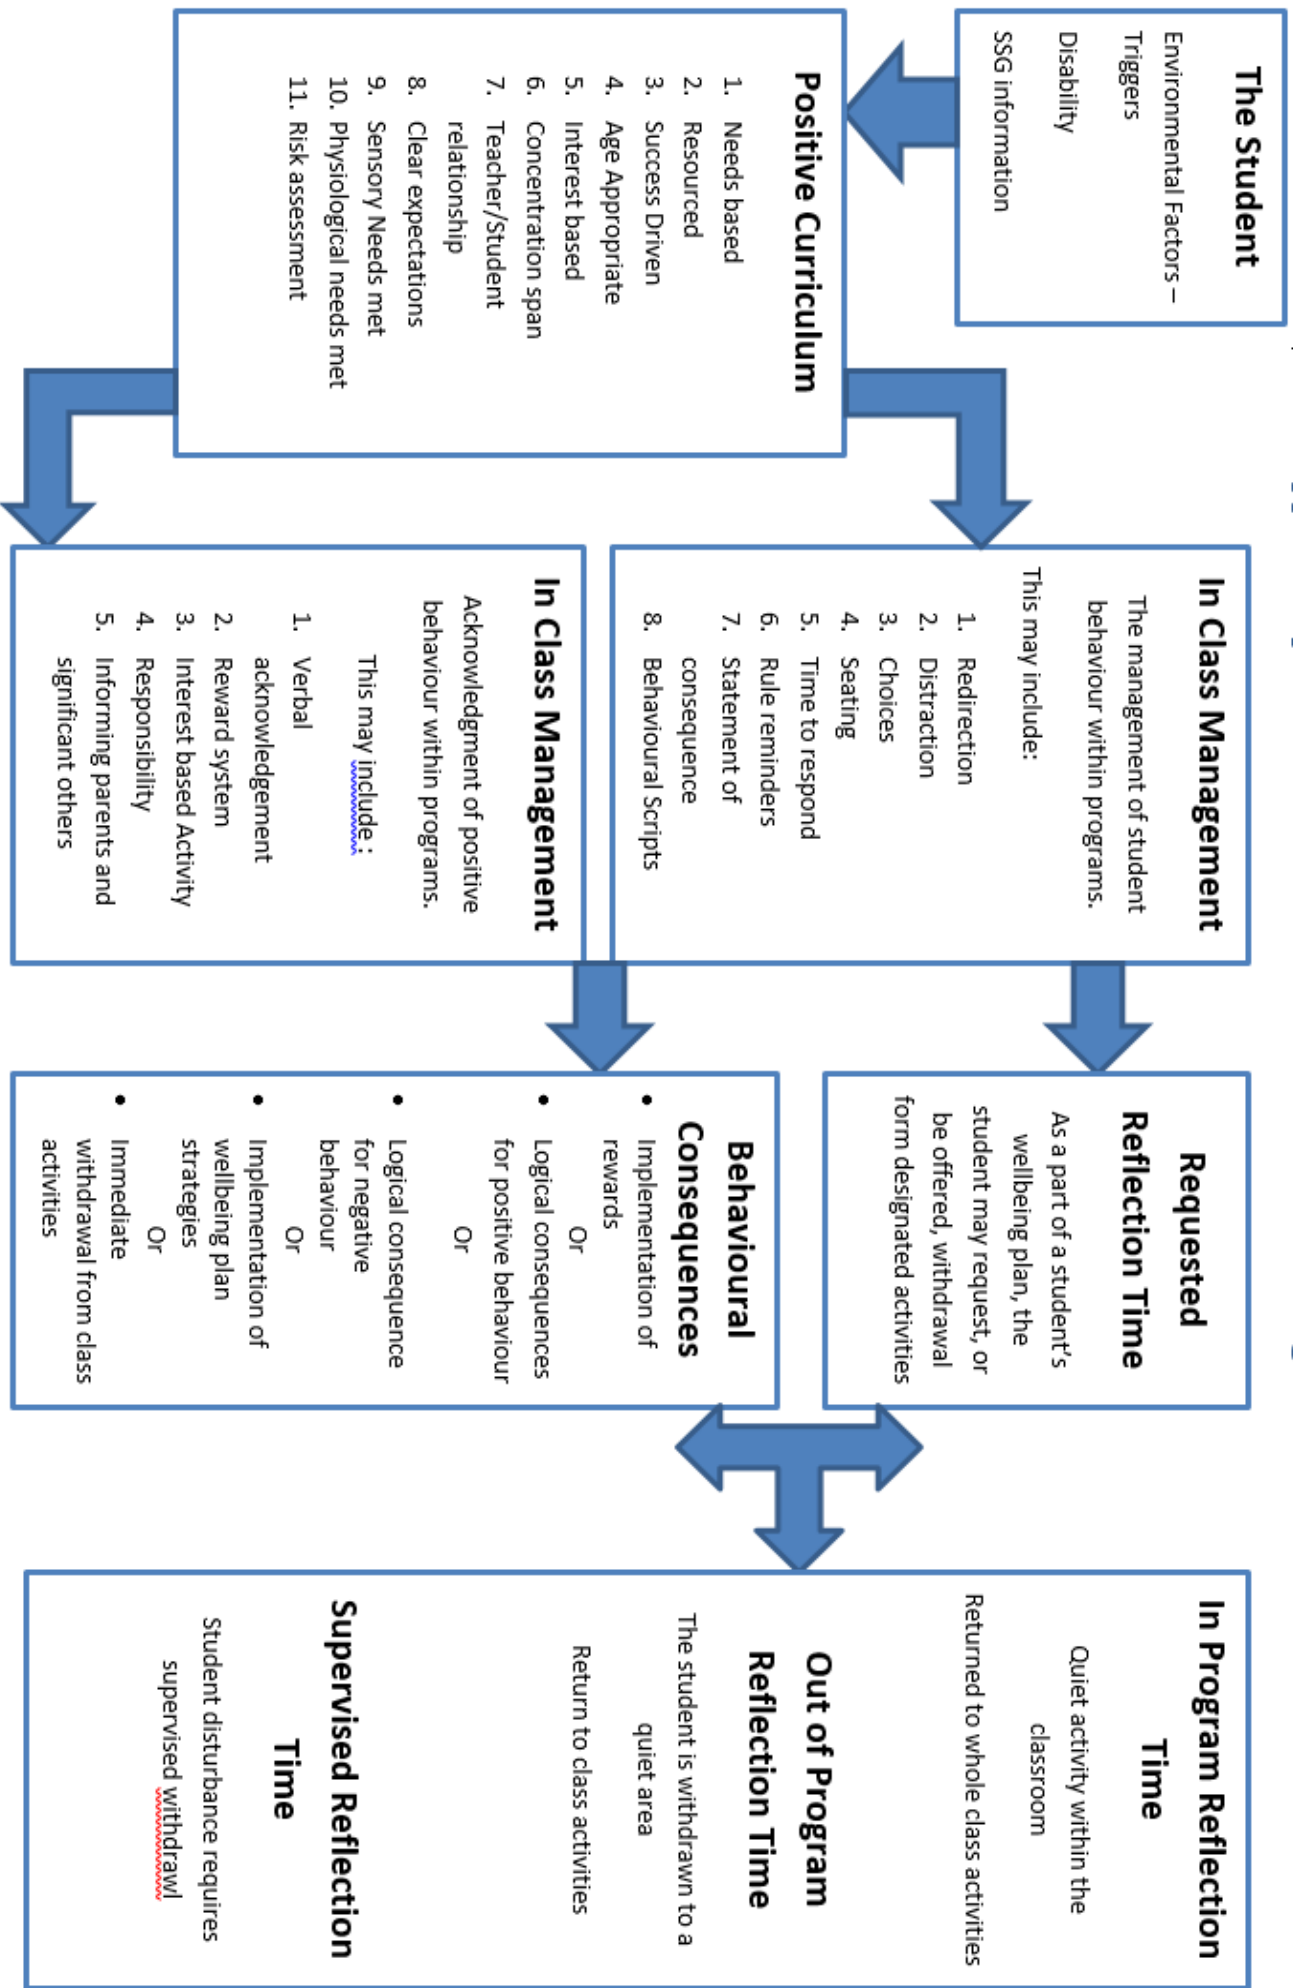 The Student
Environmental Factors –
Triggers
Disability
SSG information
Positive Curriculum
1. Needs based
2. Resourced
3. Success Driven
4. Age Appropriate
5. Interest based
6. Concentration span
7. Teacher/Student
relationship
8. Clear expectations
9. Sensory Needs met
10. Physiological needs met
11. Risk assessment
In Class Management
The management of student
behaviour within programs.
This may include:
1. Redirection
2. Distraction
3. Choices
4. Seating
5. Time to respond
6. Rule reminders
7. Statement of
consequence
8. Behavioural Scripts
In Class Management
Acknowledgment of positive
behaviour within programs.
This may include :
1. Verbal
acknowledgement
2. Reward system
3. Interest based Activity
4. Responsibility
5. Informing parents and
significant others
Requested
Reflection Time
As a part of a student's
wellbeing plan, the
student may request, or
be offered, withdrawal
form designated activities
Behavioural
Consequences
• Implementation of
rewards
Or
• Logical consequences
for positive behaviour
Or
• Logical consequence
for negative
behaviour
Or
• Implementation of
wellbeing plan
strategies
Or
• Immediate
withdrawal from class
activities
In Program Reflection
Time
Quiet activity within the
classroom
Returned to whole class activities
Out of Program
Reflection Time
The student is withdrawn to a
quiet area
Return to class activities
Supervised Reflection
Time
Student disturbance requires
supervised withdrawl